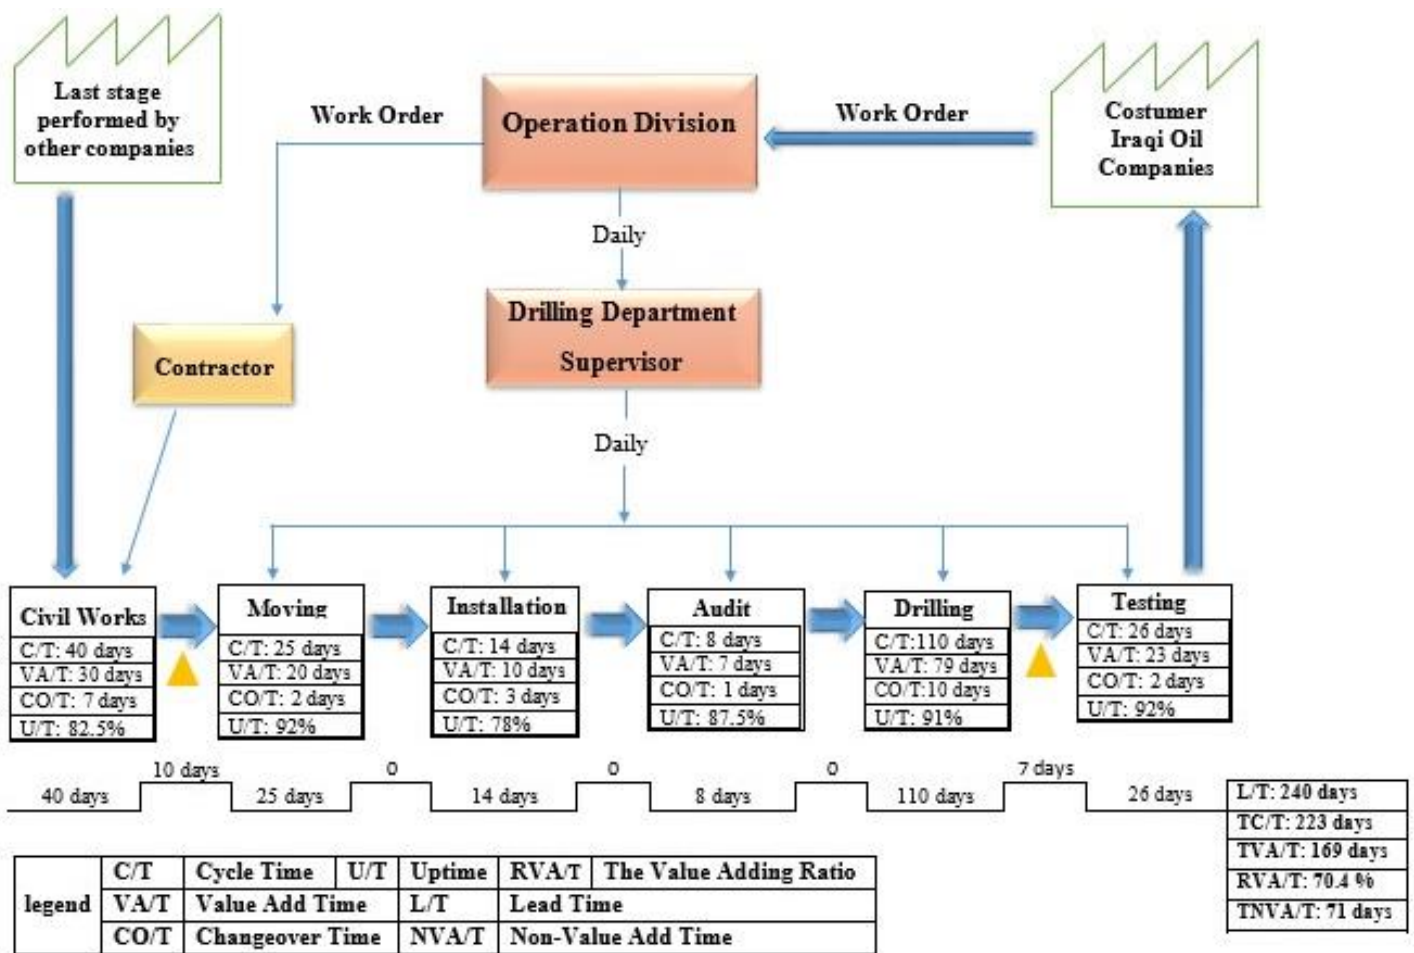 Last stage
performed by
other companies
Work Order
Operation Division
Work Order
Costumer
Iraqi Oil
Companies
Daily
Drilling Department
Supervisor
Contractor
Daily
Civil Works
C/T: 40 days
VA/T: 30 days
CO/T: 7 days
U/T: 82.5%
Moving
C/T: 25 days
VA/T: 20 days
CO/T: 2 days
U/T: 92%
Installation
C/T: 14 days
VA/T: 10 days
CO/T: 3 days
U/T: 78%
Audit
C/T: 8 days
VA/T: 7 days
CO/T: 1 days
U/T: 87.5%
Drilling
C/T:110 days
VA/T: 79 days
CO/T:10 days
U/T: 91%
Testing
C/T: 26 days
VA/T: 23 days
CO/T: 2 days
U/T: 92%
10 days 0 0 0 7 days
40 days 25 days 14 days 8 days 110 days 26 days
L/T: 240 days
TC/T: 223 days
TVA/T: 169 days
RVA/T: 70.4 %
TNVA/T: 71 days
legend
C/T Cycle Time U/T Uptime RVA/T The Value Adding Ratio
VA/T Value Add Time L/T Lead Time
CO/T Changeover Time NVA/T Non-Value Add Time